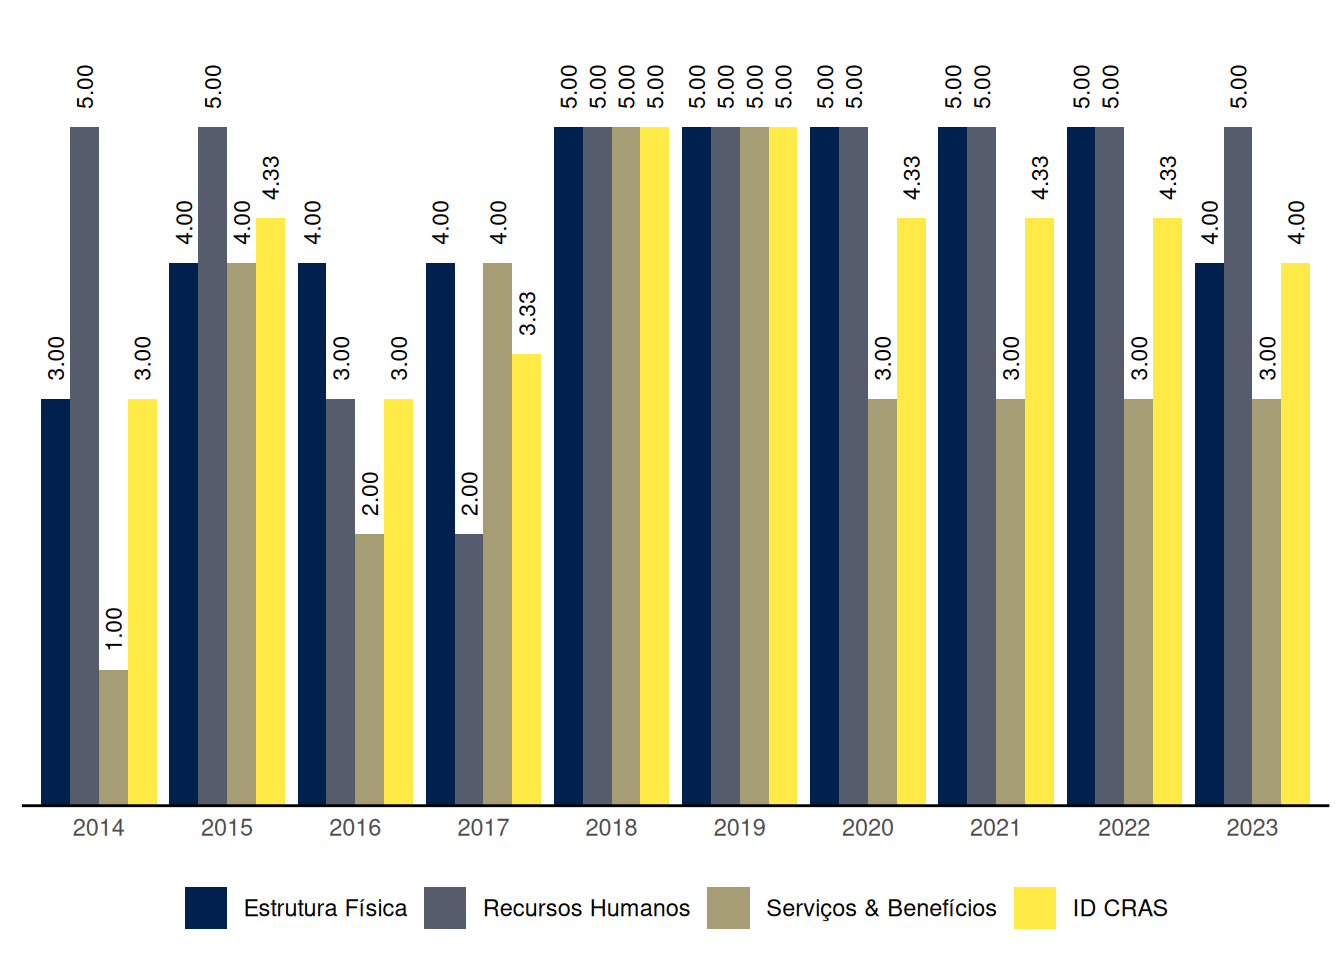 5.00 5.00 5.00 5.00 5.00 5.00 5.00 5.00 5.00 5.00 5.00 5.00 5.00 5.00 5.00 5.00 5.00
4.33 4.33 4.33 4.33
4.00 4.00 4.00 4.00 4.00 4.00 4.00
3.33
3.00 3.00 3.00 3.00 3.00 3.00 3.00 3.00
2.00 2.00
1.00
2014 2015 2016 2017 2018 2019 2020 2021 2022 2023
Estrutura Física Recursos Humanos Serviços & Benefícios ID CRAS